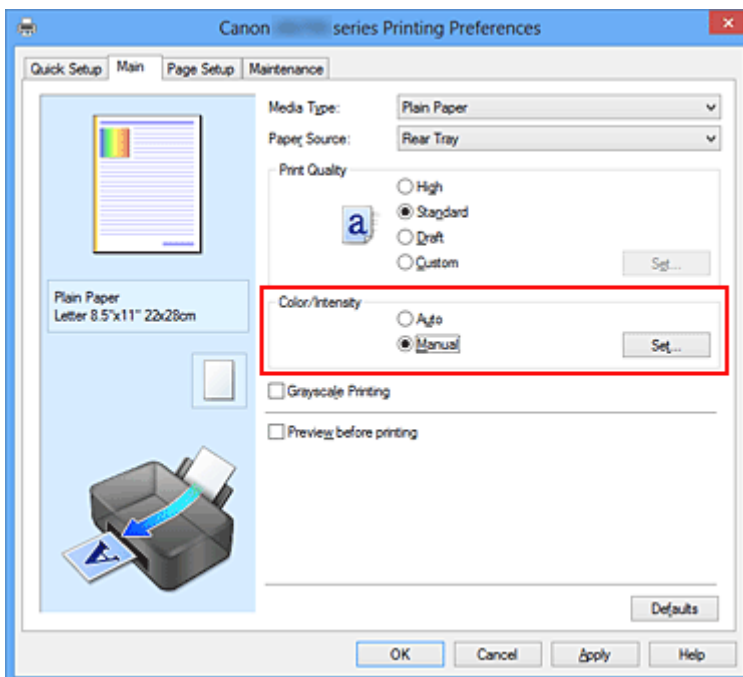 Canon series Printing Preferences
Quick Setup Main Page Setup Maintenance
Media Type: Plain Paper
Paper Source: Rear Tray
Print Quality
High
a Standard
Draft
Custom Set...
Plain Paper
Letter 8.5"x11" 22x28cm
Color/Intensity
Auto
Manual Set...
Grayscale Printing
Preview before printing
A
Defaults
OK Cancel Apply Help